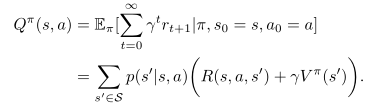 Q^π(s, a) = 𝔼_π[∑_{t=0}^{∞} γ^t r_{t+1}|π, s_0 = s, a_0 = a]
= ∑_{s'∈𝒮} p(s'|s, a)(R(s, a, s') + γV^π(s')).